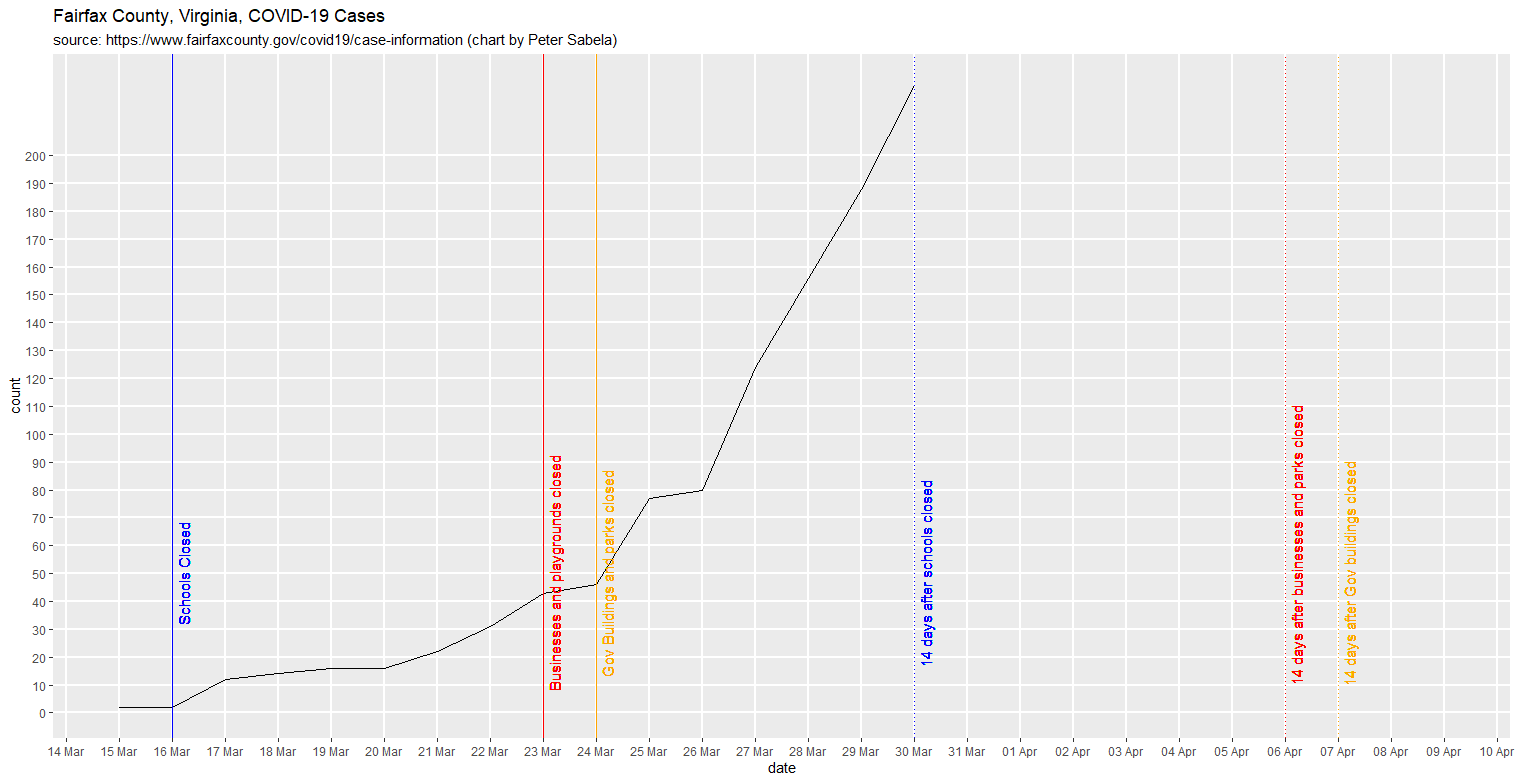 Fairfax County, Virginia, COVID-19 Cases
source: https://www.fairfaxcounty.gov/covid19/case-information (chart by Peter Sabela)
count
200
190
180
170
160
150
140
130
120
110
100
90
80
70
60
50
40
30
20
10
0
Schools Closed
Businesses and playgrounds closed
Gov Buildings and parks closed
14 days after schools closed
14 days after businesses and parks closed
14 days after Gov buildings closed
14 Mar 15 Mar 16 Mar 17 Mar 18 Mar 19 Mar 20 Mar 21 Mar 22 Mar 23 Mar 24 Mar 25 Mar 26 Mar 27 Mar 28 Mar 29 Mar 30 Mar 31 Mar 01 Apr 02 Apr 03 Apr 04 Apr 05 Apr 06 Apr 07 Apr 08 Apr 09 Apr 10 Apr
date